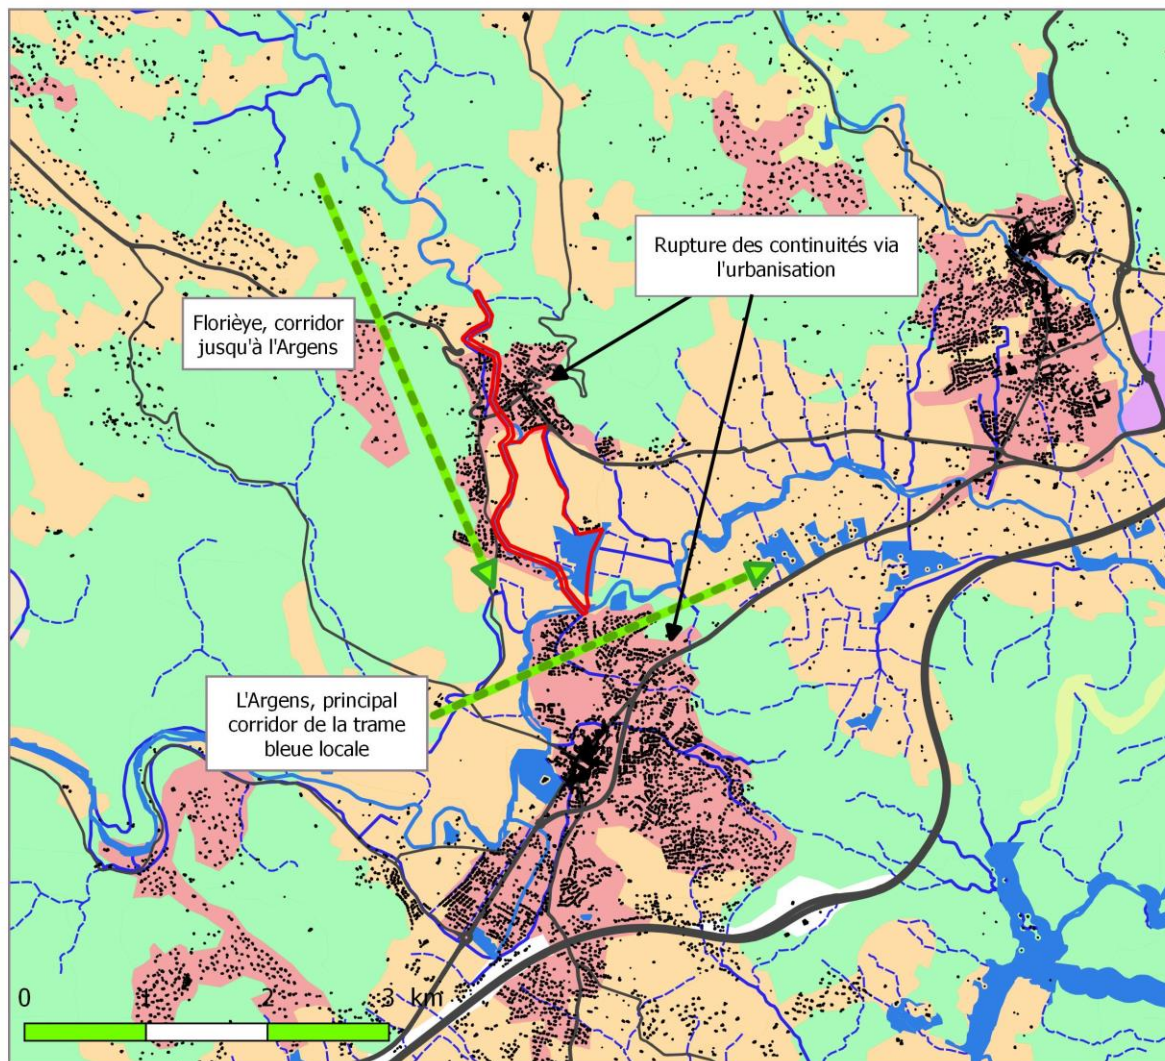 Rupture des continuités via
l'urbanisation
Florièye, corridor
jusqu'à l'Argens
L'Argens, principal
corridor de la trame
bleue locale
0 1 2 3 km